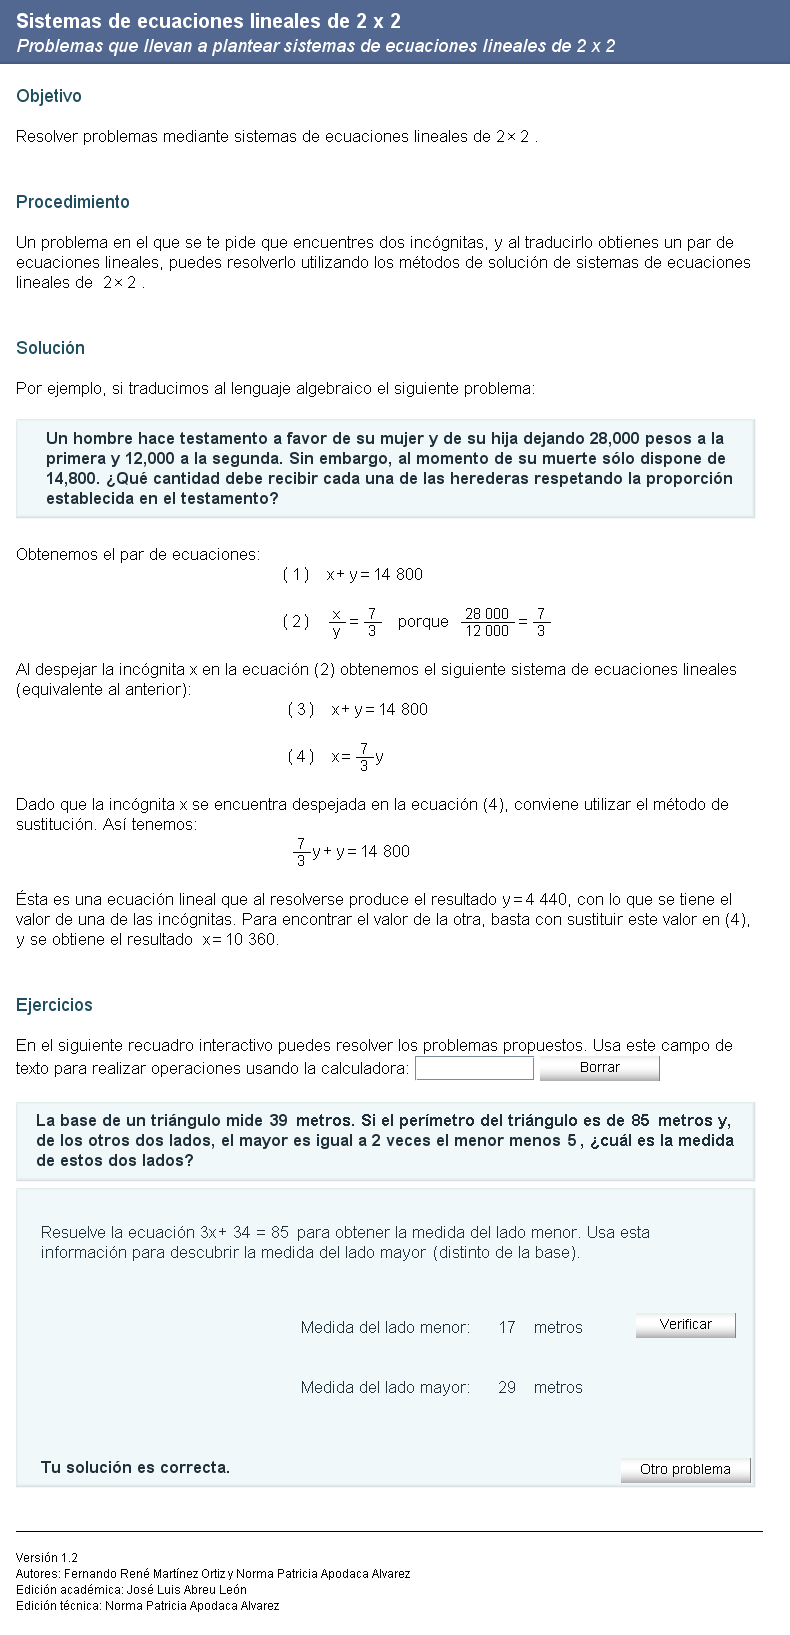 Sistemas de ecuaciones lineales de 2 x 2
Problemas que llevan a plantear sistemas de ecuaciones lineales de 2 x 2
Objetivo
Resolver problemas mediante sistemas de ecuaciones lineales de 2 × 2 .
Procedimiento
Un problema en el que se te pide que encuentres dos incógnitas, y al traducirlo obtienes un par de
ecuaciones lineales, puedes resolverlo utilizando los métodos de solución de sistemas de ecuaciones
lineales de 2 × 2 .
Solución
Por ejemplo, si traducimos al lenguaje algebraico el siguiente problema:
Un hombre hace testamento a favor de su mujer y de su hija dejando 28,000 pesos a la
primera y 12,000 a la segunda. Sin embargo, al momento de su muerte sólo dispone de
14,800. ¿Qué cantidad debe recibir cada una de las herederas respetando la proporción
establecida en el testamento?
Obtenemos el par de ecuaciones:
( 1 ) x + y = 14 800
( 2 ) x/y = 7/3 porque 28 000/12 000 = 7/3
Al despejar la incógnita x en la ecuación (2) obtenemos el siguiente sistema de ecuaciones lineales
(equivalente al anterior):
( 3 ) x + y = 14 800
( 4 ) x = 7/3 y
Dado que la incógnita x se encuentra despejada en la ecuación (4), conviene utilizar el método de
sustitución. Así tenemos:
7/3 y + y = 14 800
Ésta es una ecuación lineal que al resolverse produce el resultado y = 4 440, con lo que se tiene el
valor de una de las incógnitas. Para encontrar el valor de la otra, basta con sustituir este valor en (4),
y se obtiene el resultado x = 10 360.
Ejercicios
En el siguiente recuadro interactivo puedes resolver los problemas propuestos. Usa este campo de
texto para realizar operaciones usando la calculadora: Borrar
La base de un triángulo mide 39 metros. Si el perímetro del triángulo es de 85 metros y,
de los otros dos lados, el mayor es igual a 2 veces el menor menos 5 , ¿cuál es la medida
de estos dos lados?
Resuelve la ecuación 3x + 34 = 85 para obtener la medida del lado menor. Usa esta
información para descubrir la medida del lado mayor (distinto de la base).
Medida del lado menor: 17 metros Verificar
Medida del lado mayor: 29 metros
Tu solución es correcta. Otro problema
Versión 1.2
Autores: Fernando René Martínez Ortiz y Norma Patricia Apodaca Alvarez
Edición académica: José Luis Abreu León
Edición técnica: Norma Patricia Apodaca Alvarez